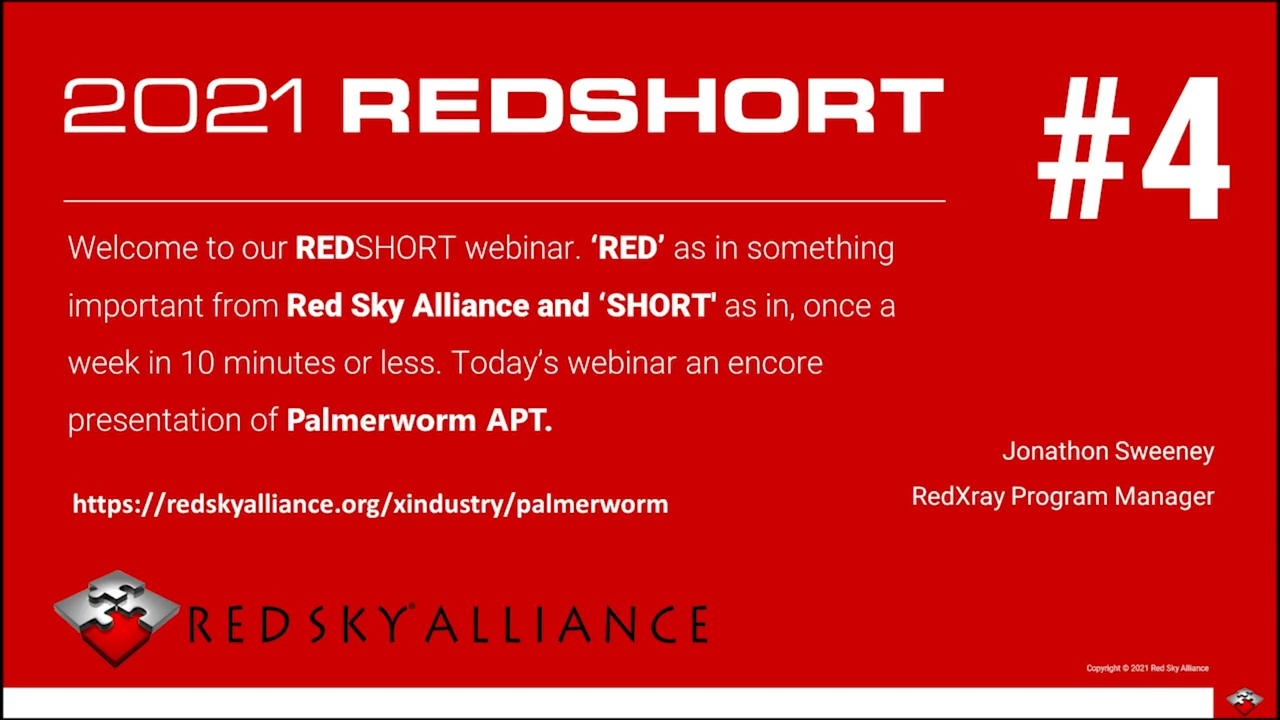 2021 REDSHORT
#4
Welcome to our REDSHORT webinar. ‘RED’ as in something
important from Red Sky Alliance and ‘SHORT' as in, once a
week in 10 minutes or less. Today’s webinar an encore
presentation of Palmerworm APT.
Jonathon Sweeney
RedXray Program Manager
https://redskyalliance.org/xindustry/palmerworm
RED SKY® ALLIANCE
Copyright © 2021 Red Sky Alliance